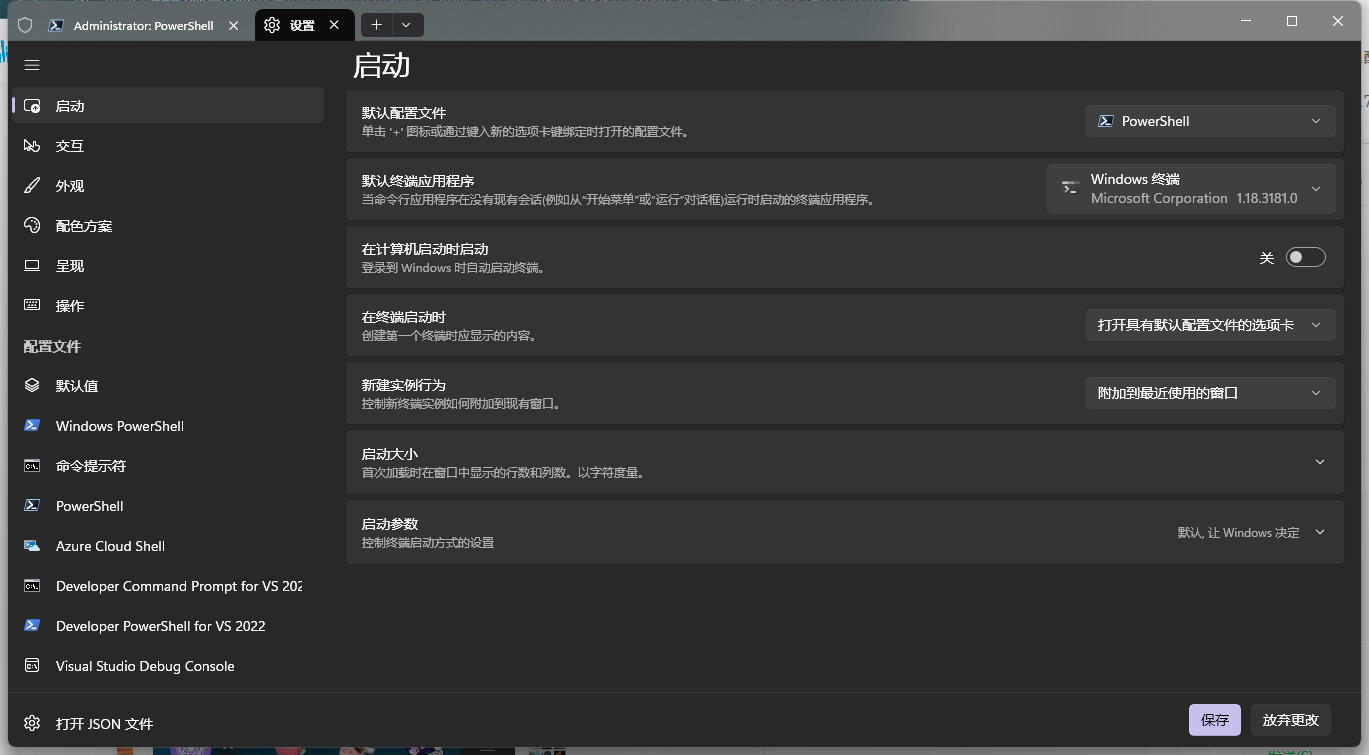 Administrator: PowerShell
设置
启动
交互
外观
配色方案
呈现
操作
配置文件
默认值
Windows PowerShell
命令提示符
PowerShell
Azure Cloud Shell
Developer Command Prompt for VS 202
Developer PowerShell for VS 2022
Visual Studio Debug Console
打开 JSON 文件
启动
默认配置文件
单击 '+' 图标或通过键入新的选项卡键绑定时打开的配置文件。
PowerShell
默认终端应用程序
当命令行应用程序在没有现有会话(例如从“开始菜单”或“运行”对话框)运行时启动的终端应用程序。
Windows 终端
Microsoft Corporation 1.18.3181.0
在计算机启动时启动
登录到 Windows 时自动启动终端。
关
在终端启动时
创建第一个终端时应显示的内容。
打开具有默认配置文件的选项卡
新建实例行为
控制新终端实例如何附加到现有窗口。
附加到最近使用的窗口
启动大小
首次加载时在窗口中显示的行数和列数。以字符度量。
启动参数
控制终端启动方式的设置
默认, 让 Windows 决定
保存
放弃更改